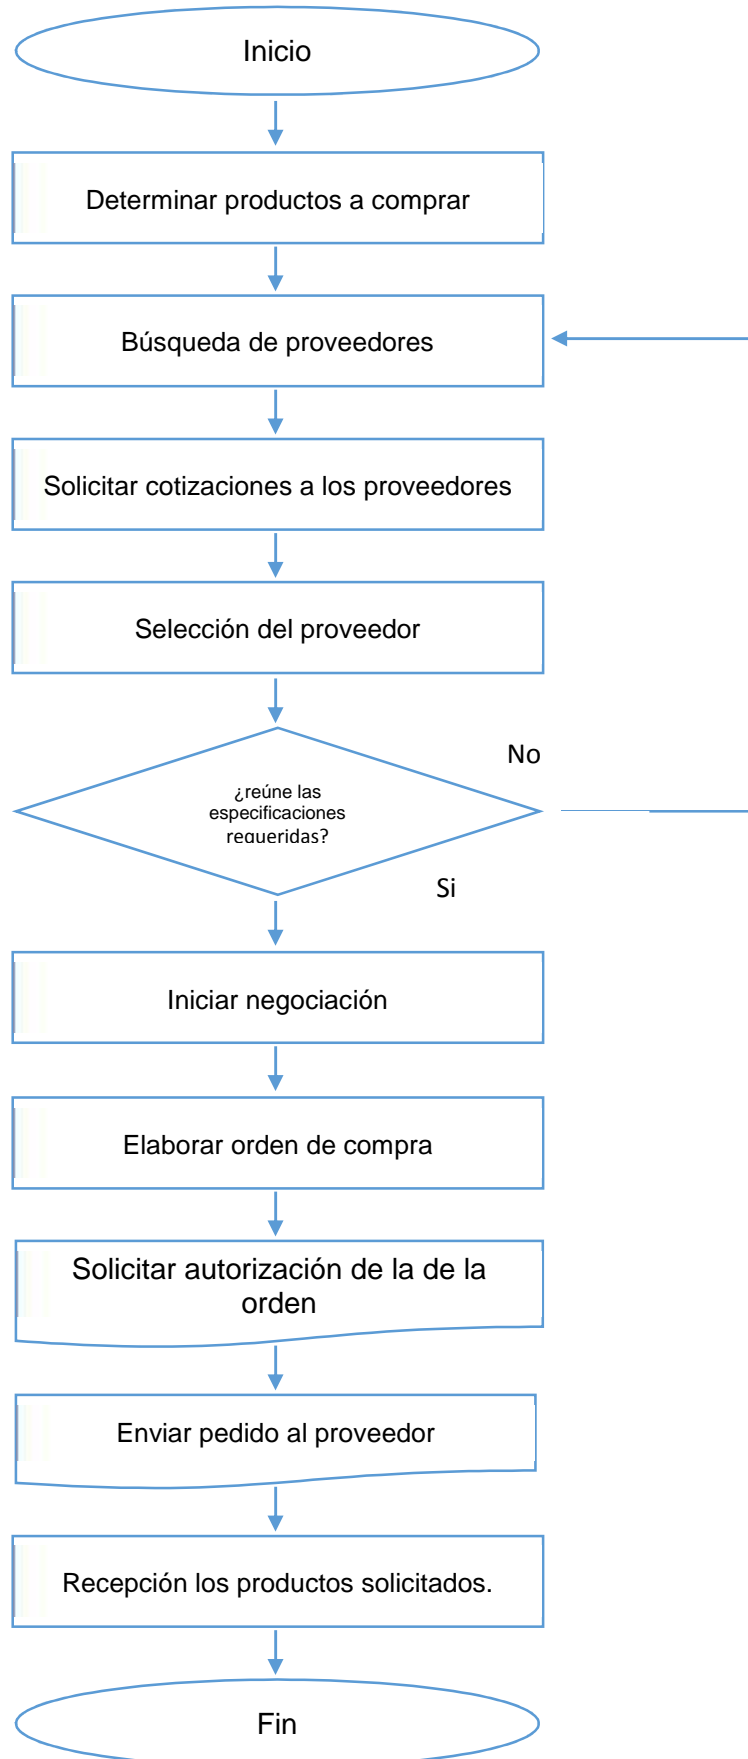 Inicio
Determinar productos a comprar
Búsqueda de proveedores
Solicitar cotizaciones a los proveedores
Selección del proveedor
No
¿reúne las
especificaciones
requeridas?
Si
Iniciar negociación
Elaborar orden de compra
Solicitar autorización de la de la
orden
Enviar pedido al proveedor
Recepción los productos solicitados.
Fin